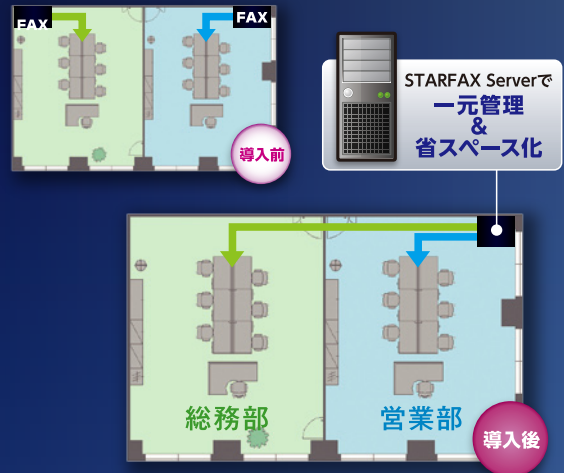 FAX
FAX
導入前
STARFAX Serverで
一元管理
&
省スペース化
総務部
営業部
導入後